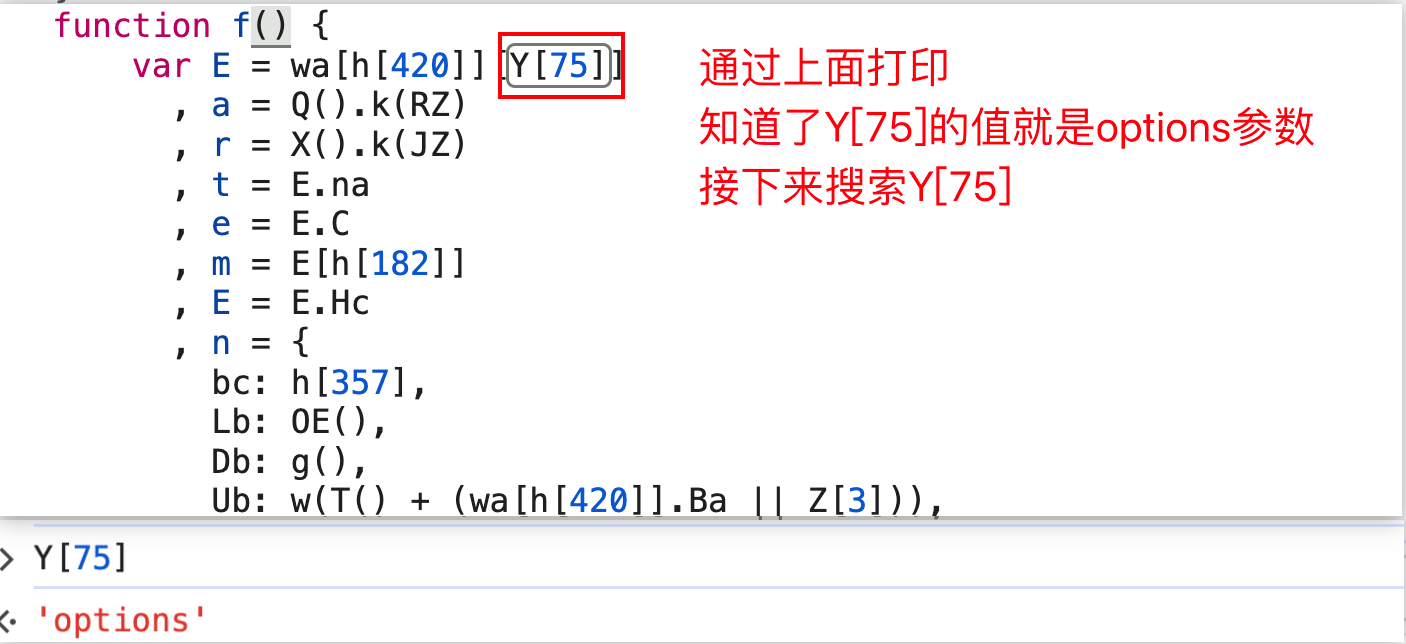 function f() {
var E = wa[h[420]][Y[75]]
, a = Q().k(RZ)
, r = X().k(JZ)
, t = E.na
, e = E.C
, m = E[h[182]]
, E = E.Hc
, n = {
bc: h[357],
Lb: OE(),
Db: g(),
Ub: w(T() + (wa[h[420]].Ba || Z[3])),
通过上面打印
知道了Y[75]的值就是options参数
接下来搜索Y[75]
> Y[75]
'options'